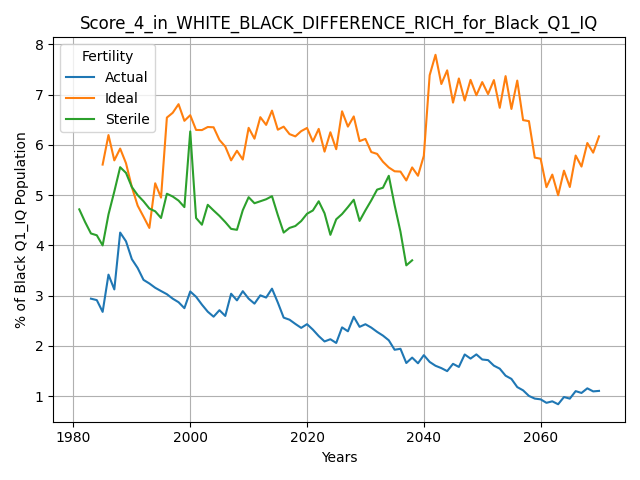 Score_4_in_WHITE_BLACK_DIFFERENCE_RICH_for_Black_Q1_IQ
Fertility
Actual
Ideal
Sterile
% of Black Q1_IQ Population
8
7
6
5
4
3
2
1
1980
2000
2020
2040
2060
Years